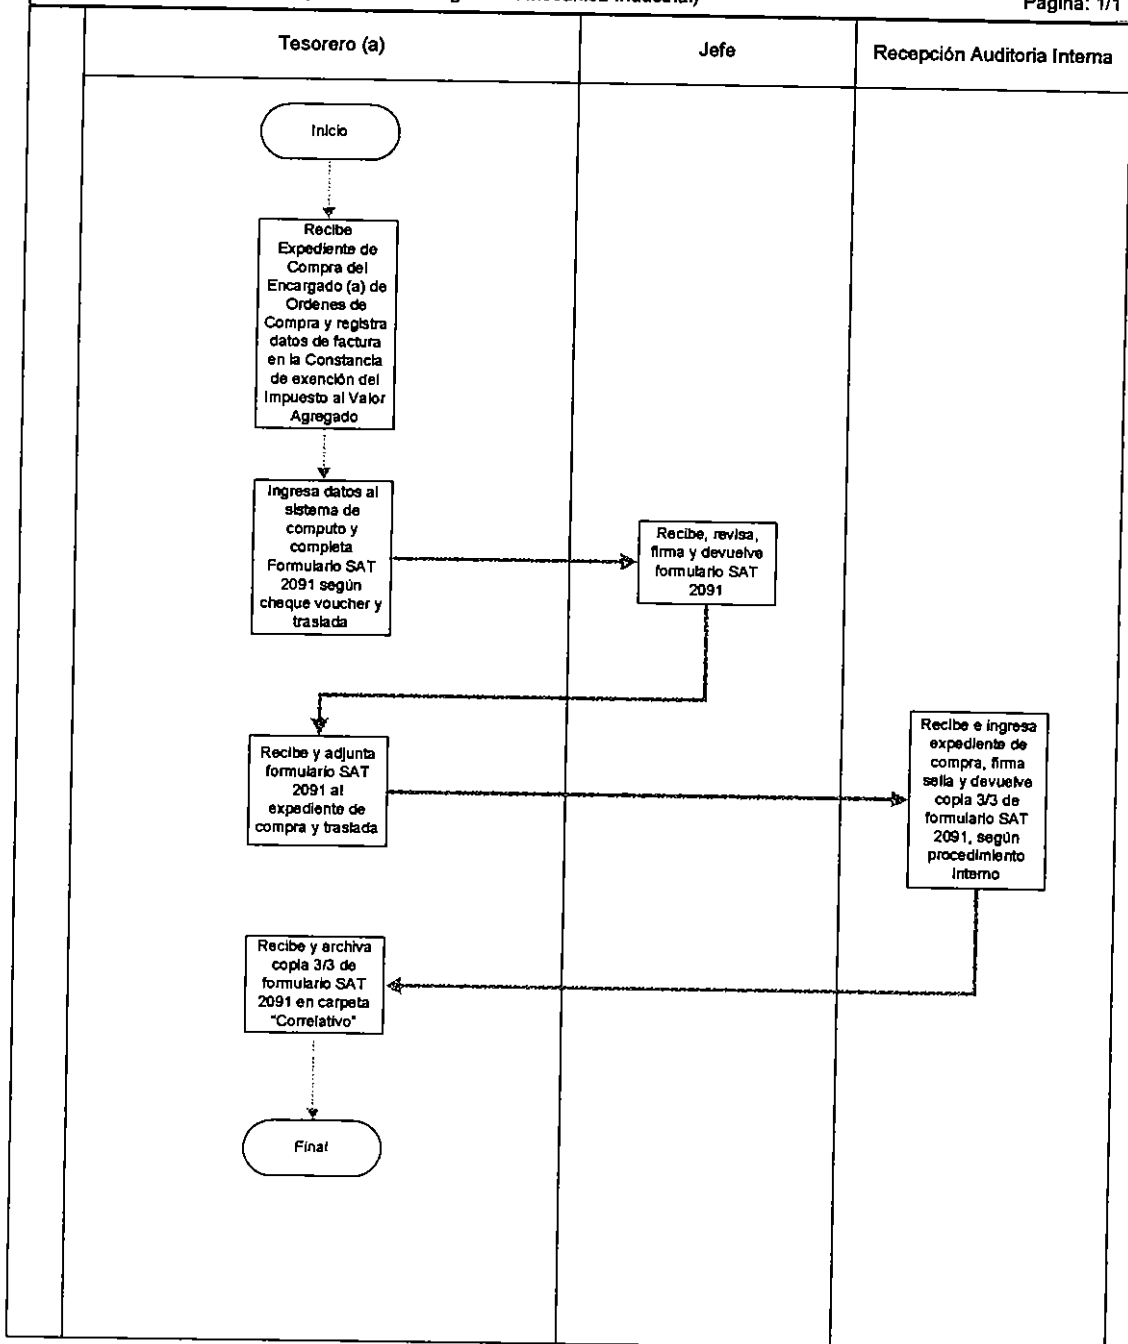 Industrial)
Página: 1/1
Tesorero (a)
Jefe
Recepción Auditoria Interna
Inicio
Recibe
Expediente de
Compra del
Encargado (a) de
Ordenes de
Compra y registra
datos de factura
en la Constancia
de exención del
Impuesto al Valor
Agregado
Ingresa datos al
sistema de
computo y
completa
Formulario SAT
2091 según
cheque voucher y
traslada
Recibe, revisa,
firma y devuelve
formulario SAT
2091
Recibe y adjunta
formulario SAT
2091 al
expediente de
compra y traslada
Recibe e ingresa
expediente de
compra, firma
sella y devuelve
copia 3/3 de
formulario SAT
2091, según
procedimiento
interno
Recibe y archiva
copia 3/3 de
formulario SAT
2091 en carpeta
"Correlativo"
Final